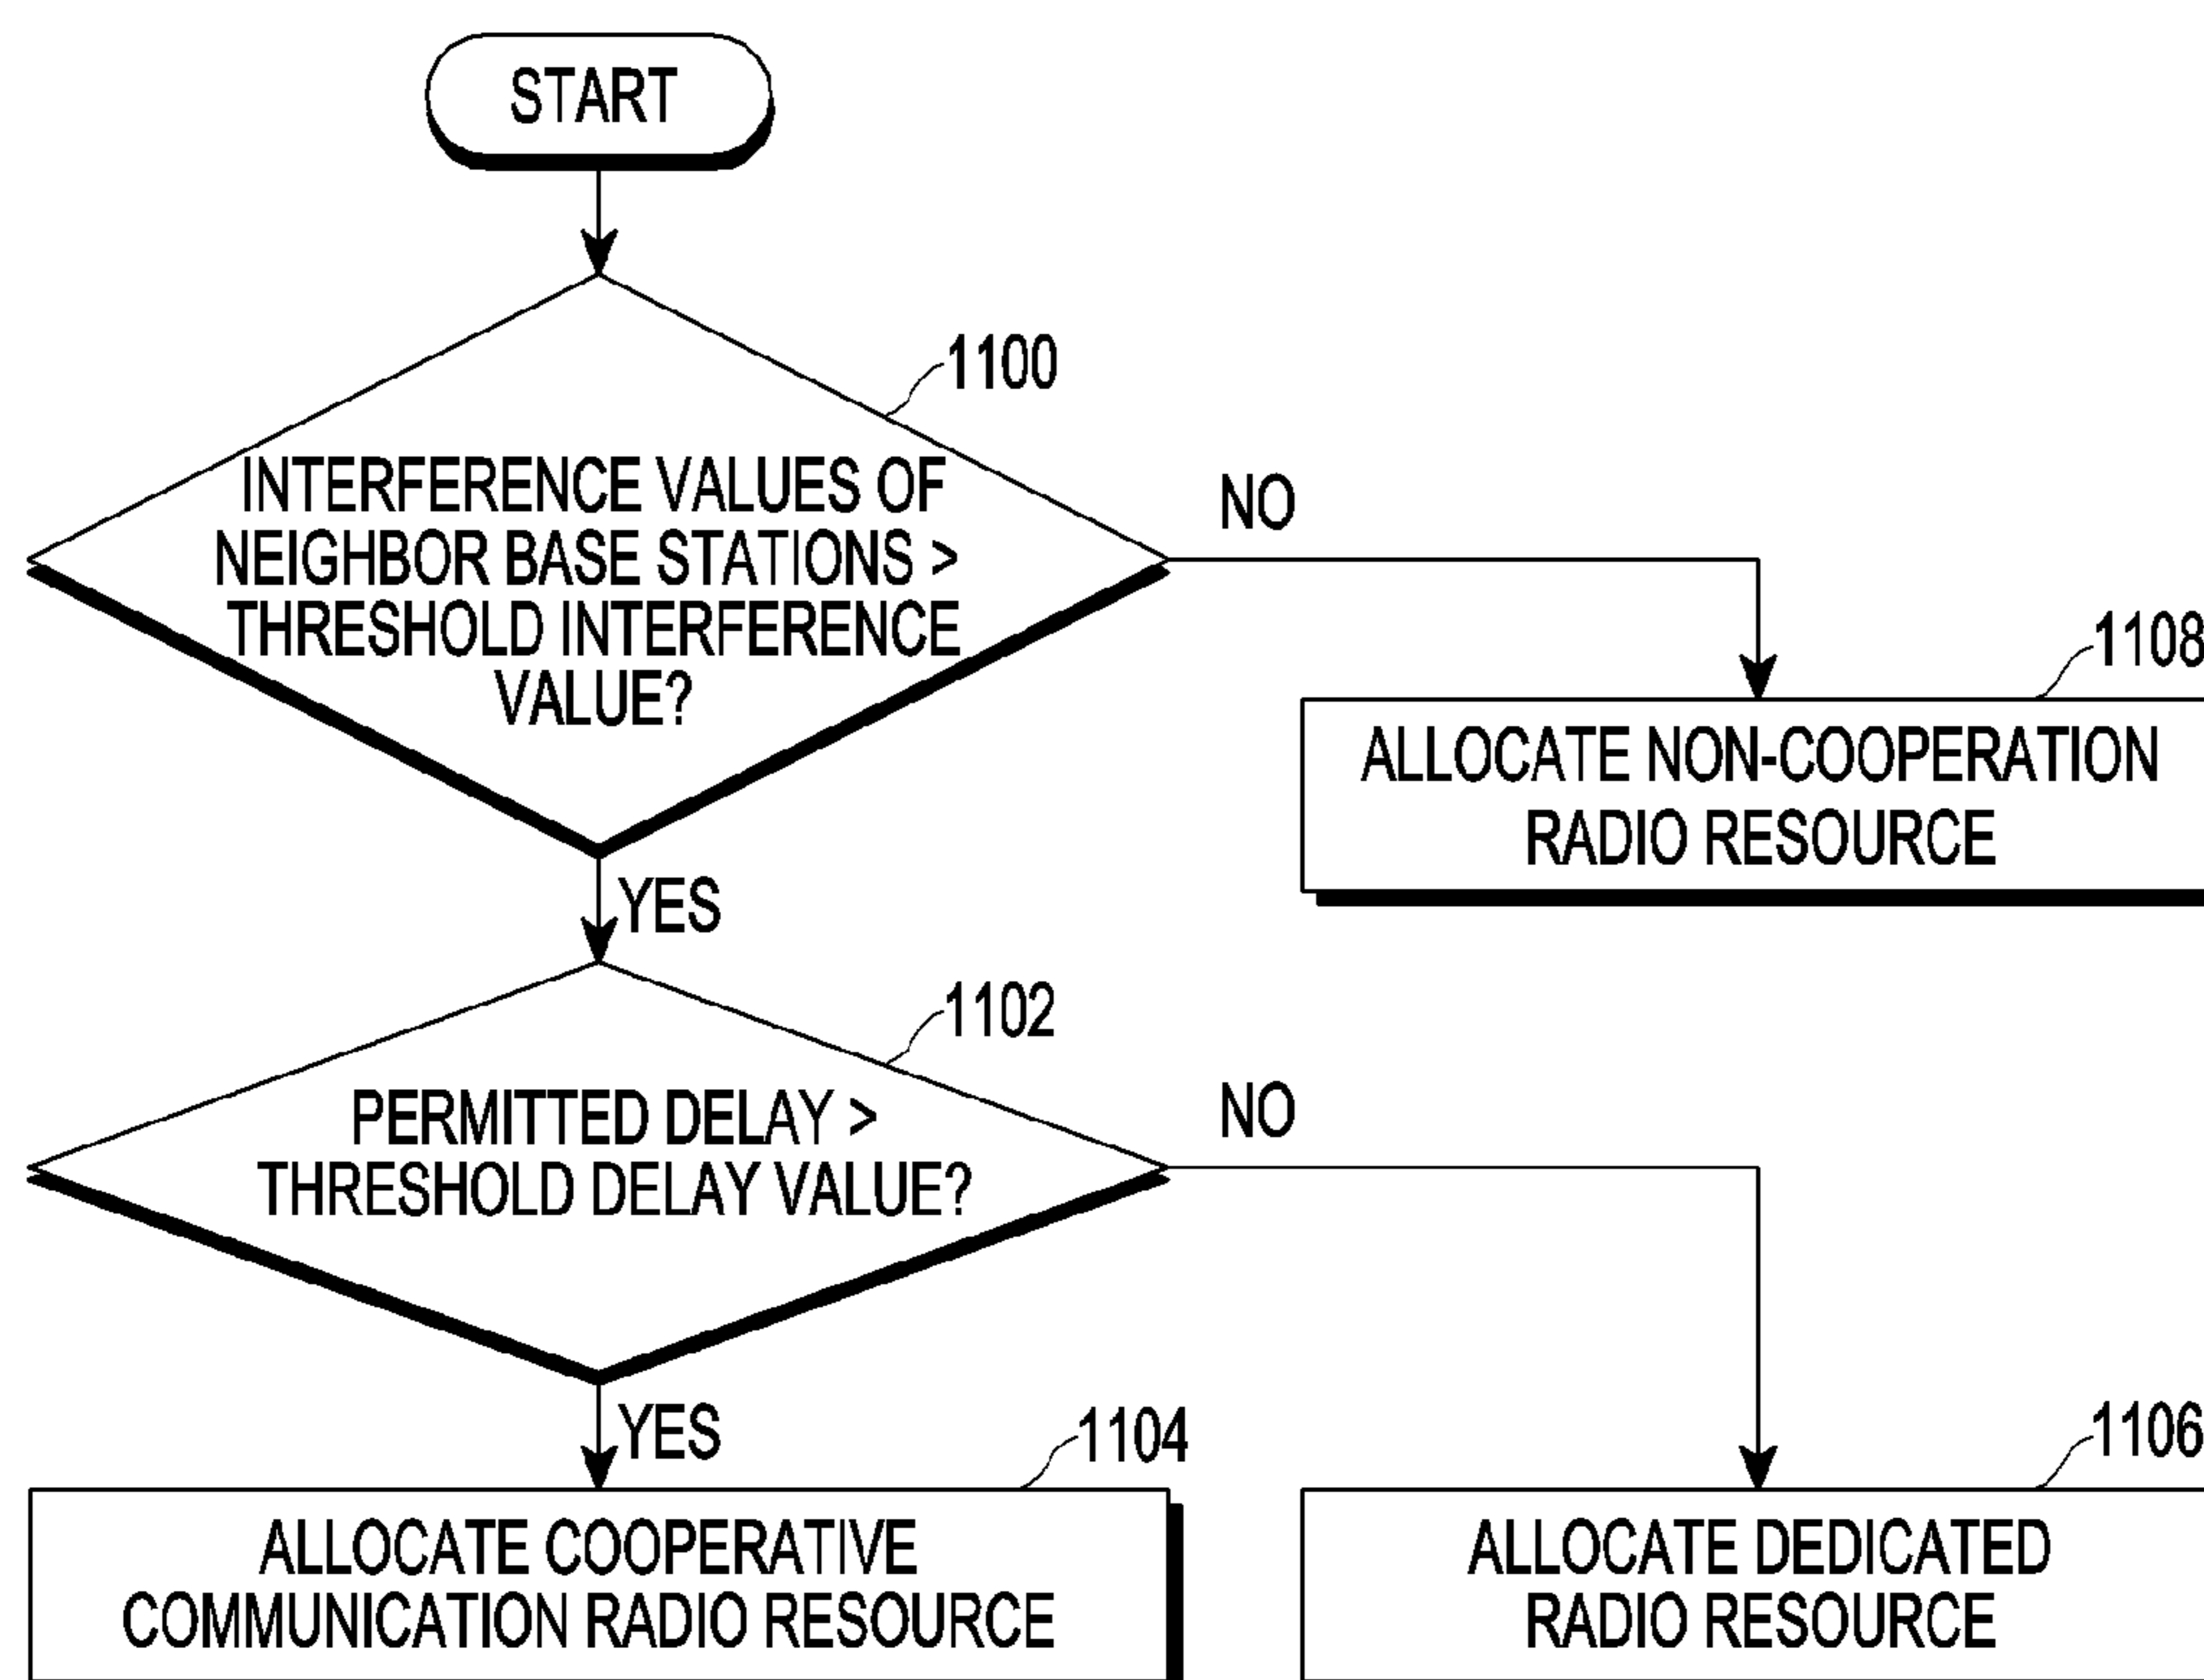 START
1100
INTERFERENCE VALUES OF
NEIGHBOR BASE STATIONS >
THRESHOLD INTERFERENCE
VALUE?
NO
1108
ALLOCATE NON-COOPERATION
RADIO RESOURCE
YES
1102
PERMITTED DELAY >
THRESHOLD DELAY VALUE?
NO
YES
1104
ALLOCATE COOPERATIVE
COMMUNICATION RADIO RESOURCE
1106
ALLOCATE DEDICATED
RADIO RESOURCE